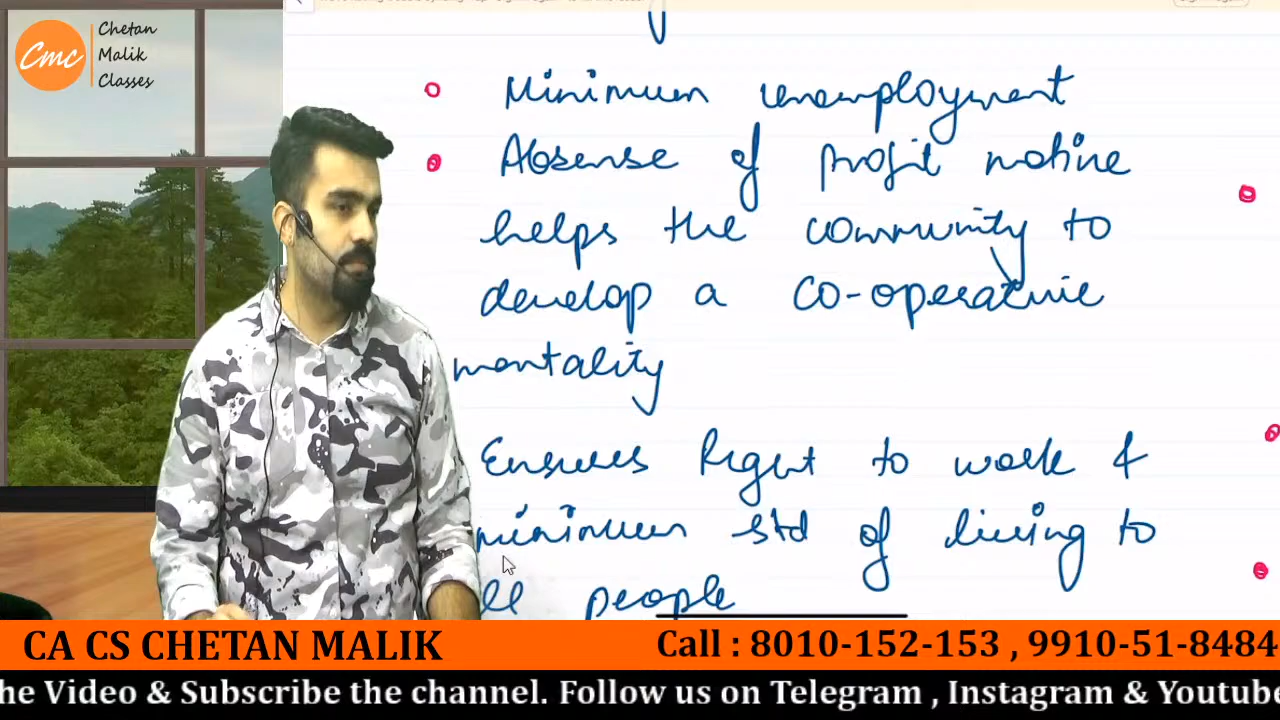 Cmc
Chetan
Malik
Classes
Minimum unemployment
Absense of profit motive
helps the community to
develop a co-operative
mentality
Ensures Right to work &
minimum std of living to
ll people
CA CS CHETAN MALIK
Call : 8010-152-153 , 9910-51-8484
he Video & Subscribe the channel. Follow us on Telegram , Instagram & Youtube